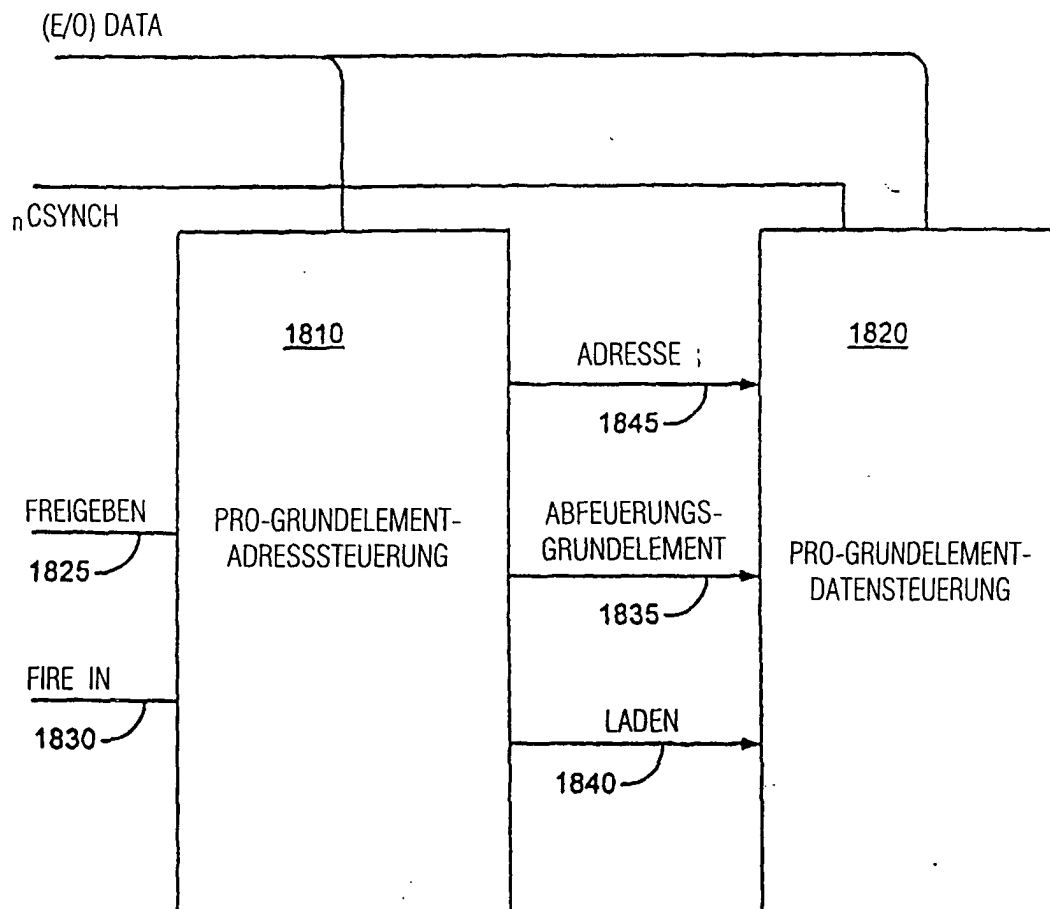 (E/O) DATA
nCSYNCH
1810
1820
ADRESSE ;
1845
FREIGEBEN
1825
PRO-GRUNDELEMENT-
ADRESSSTEUERUNG
ABFEUERUNGS-
GRUNDELEMENT
1835
PRO-GRUNDELEMENT-
DATENSTEUERUNG
FIRE IN
1830
LADEN
1840